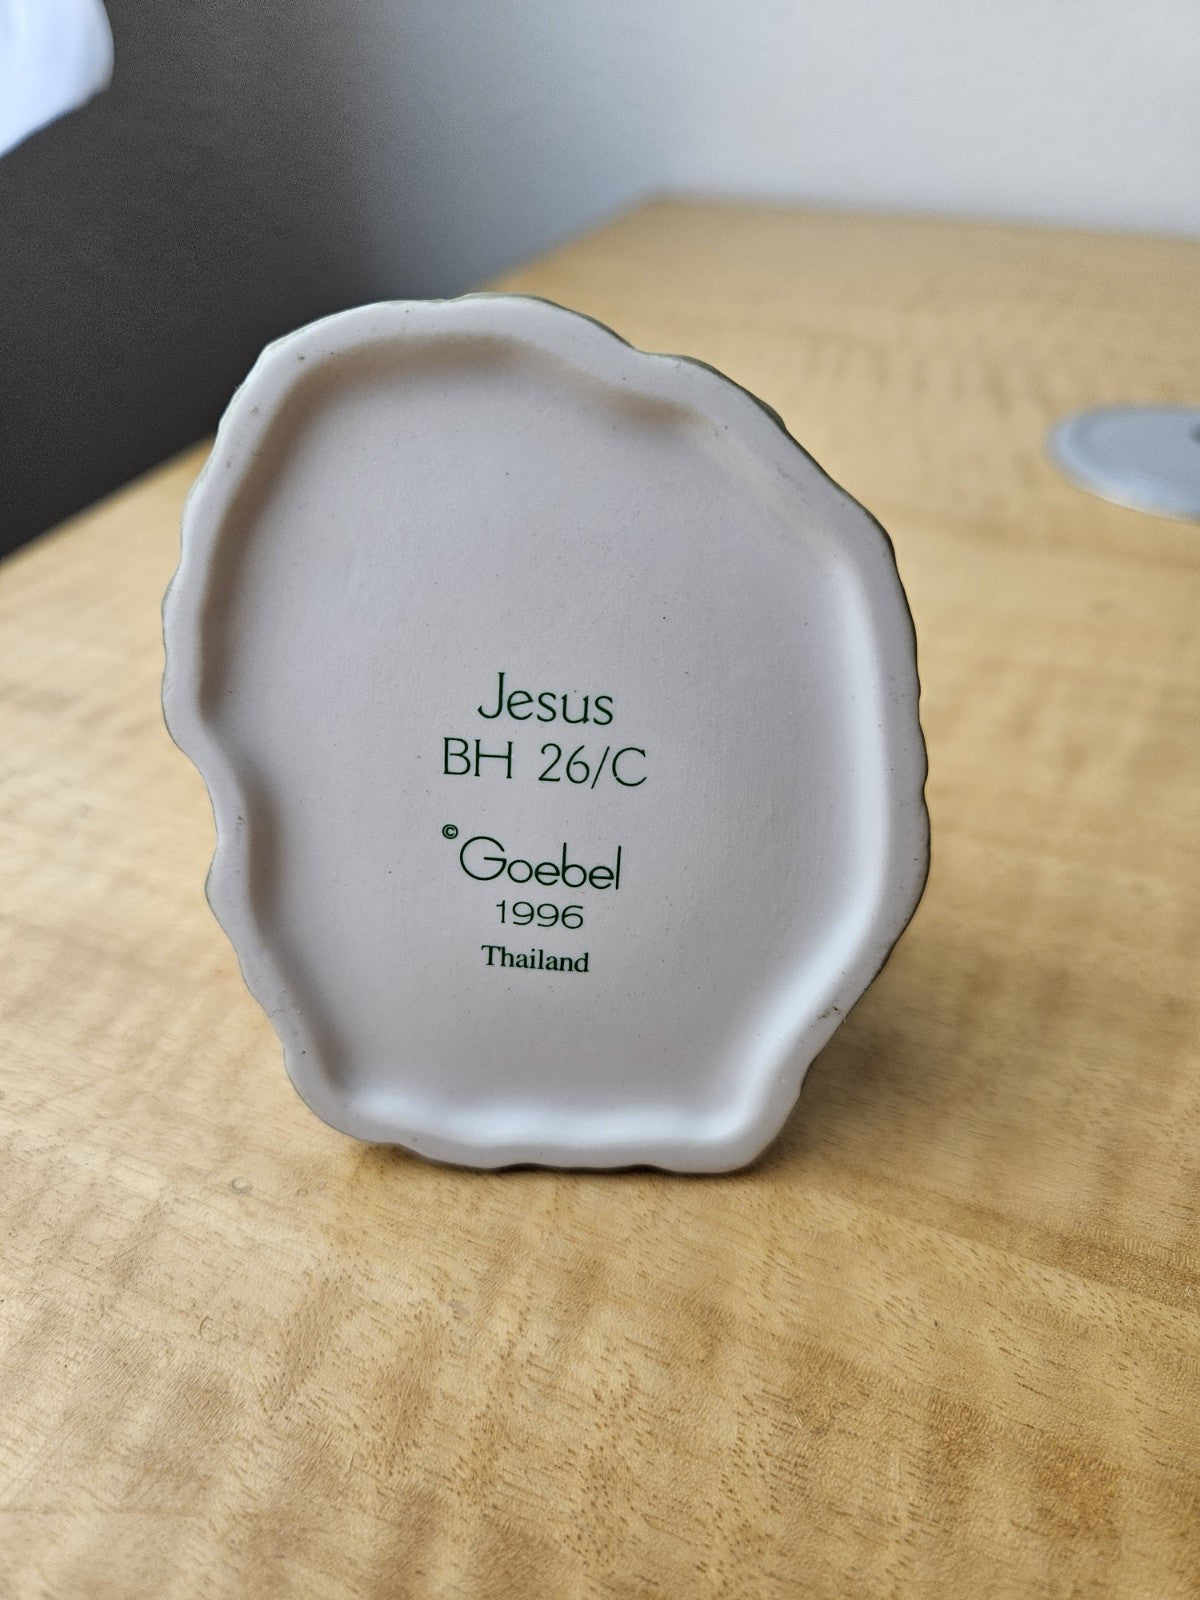 Jesus
BH 26/C
©Goebel
1996
Thailand